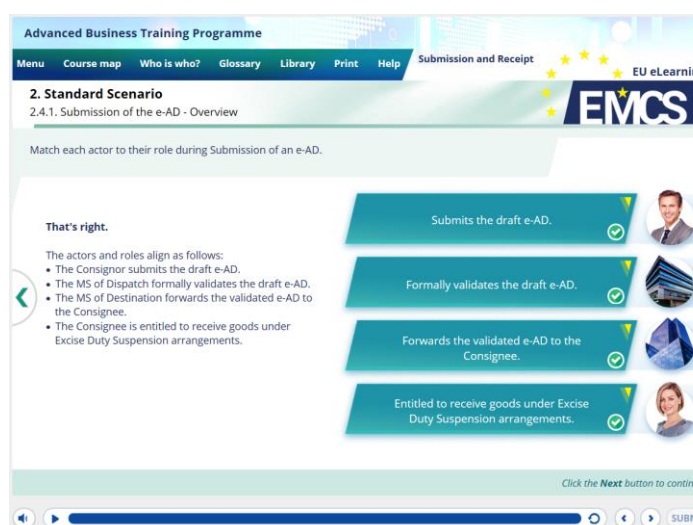 Advanced Business Training Programme
Menu Course map Who is who? Glossary Library Print Help Submission and Receipt
EU eLearni
2. Standard Scenario
2.4.1. Submission of the e-AD - Overview
EMCS
Match each actor to their role during Submission of an e-AD.
That's right.
The actors and roles align as follows:
• The Consignor submits the draft e-AD.
• The MS of Dispatch formally validates the draft e-AD.
• The MS of Destination forwards the validated e-AD to
the Consignee.
• The Consignee is entitled to receive goods under
Excise Duty Suspension arrangements.
Submits the draft e-AD.
Formally validates the draft e-AD.
Forwards the validated e-AD to the
Consignee.
Entitled to receive goods under Excise
Duty Suspension arrangements.
Click the Next button to contin
SUBM